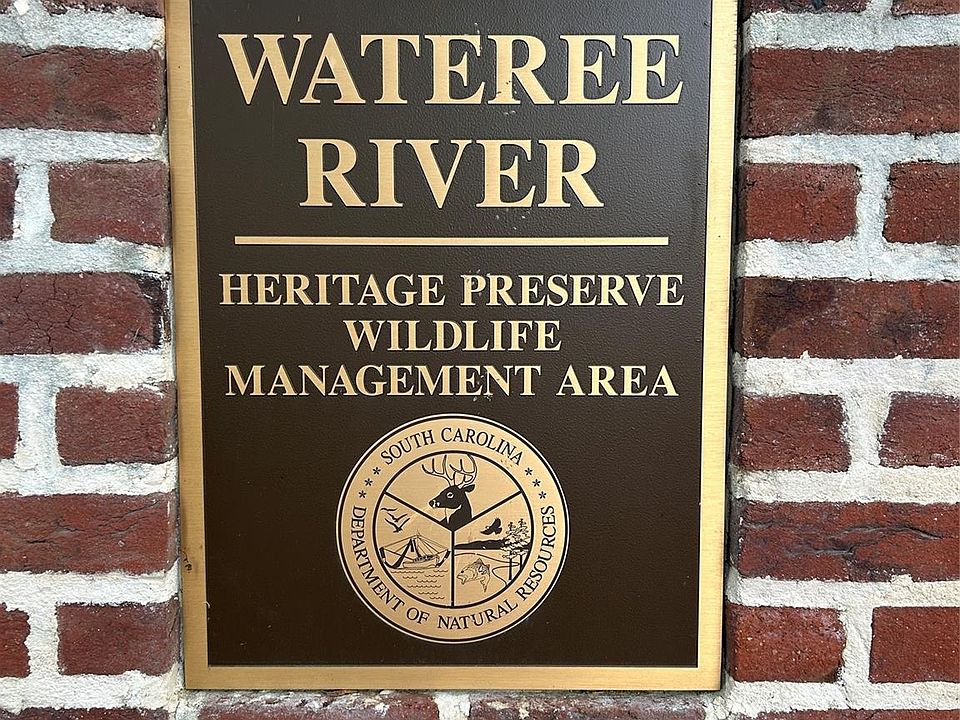 WATEREE
RIVER
HERITAGE PRESERVE
WILDLIFE
MANAGEMENT AREA
SOUTH CAROLINA
DEPARTMENT OF NATURAL RESOURCES